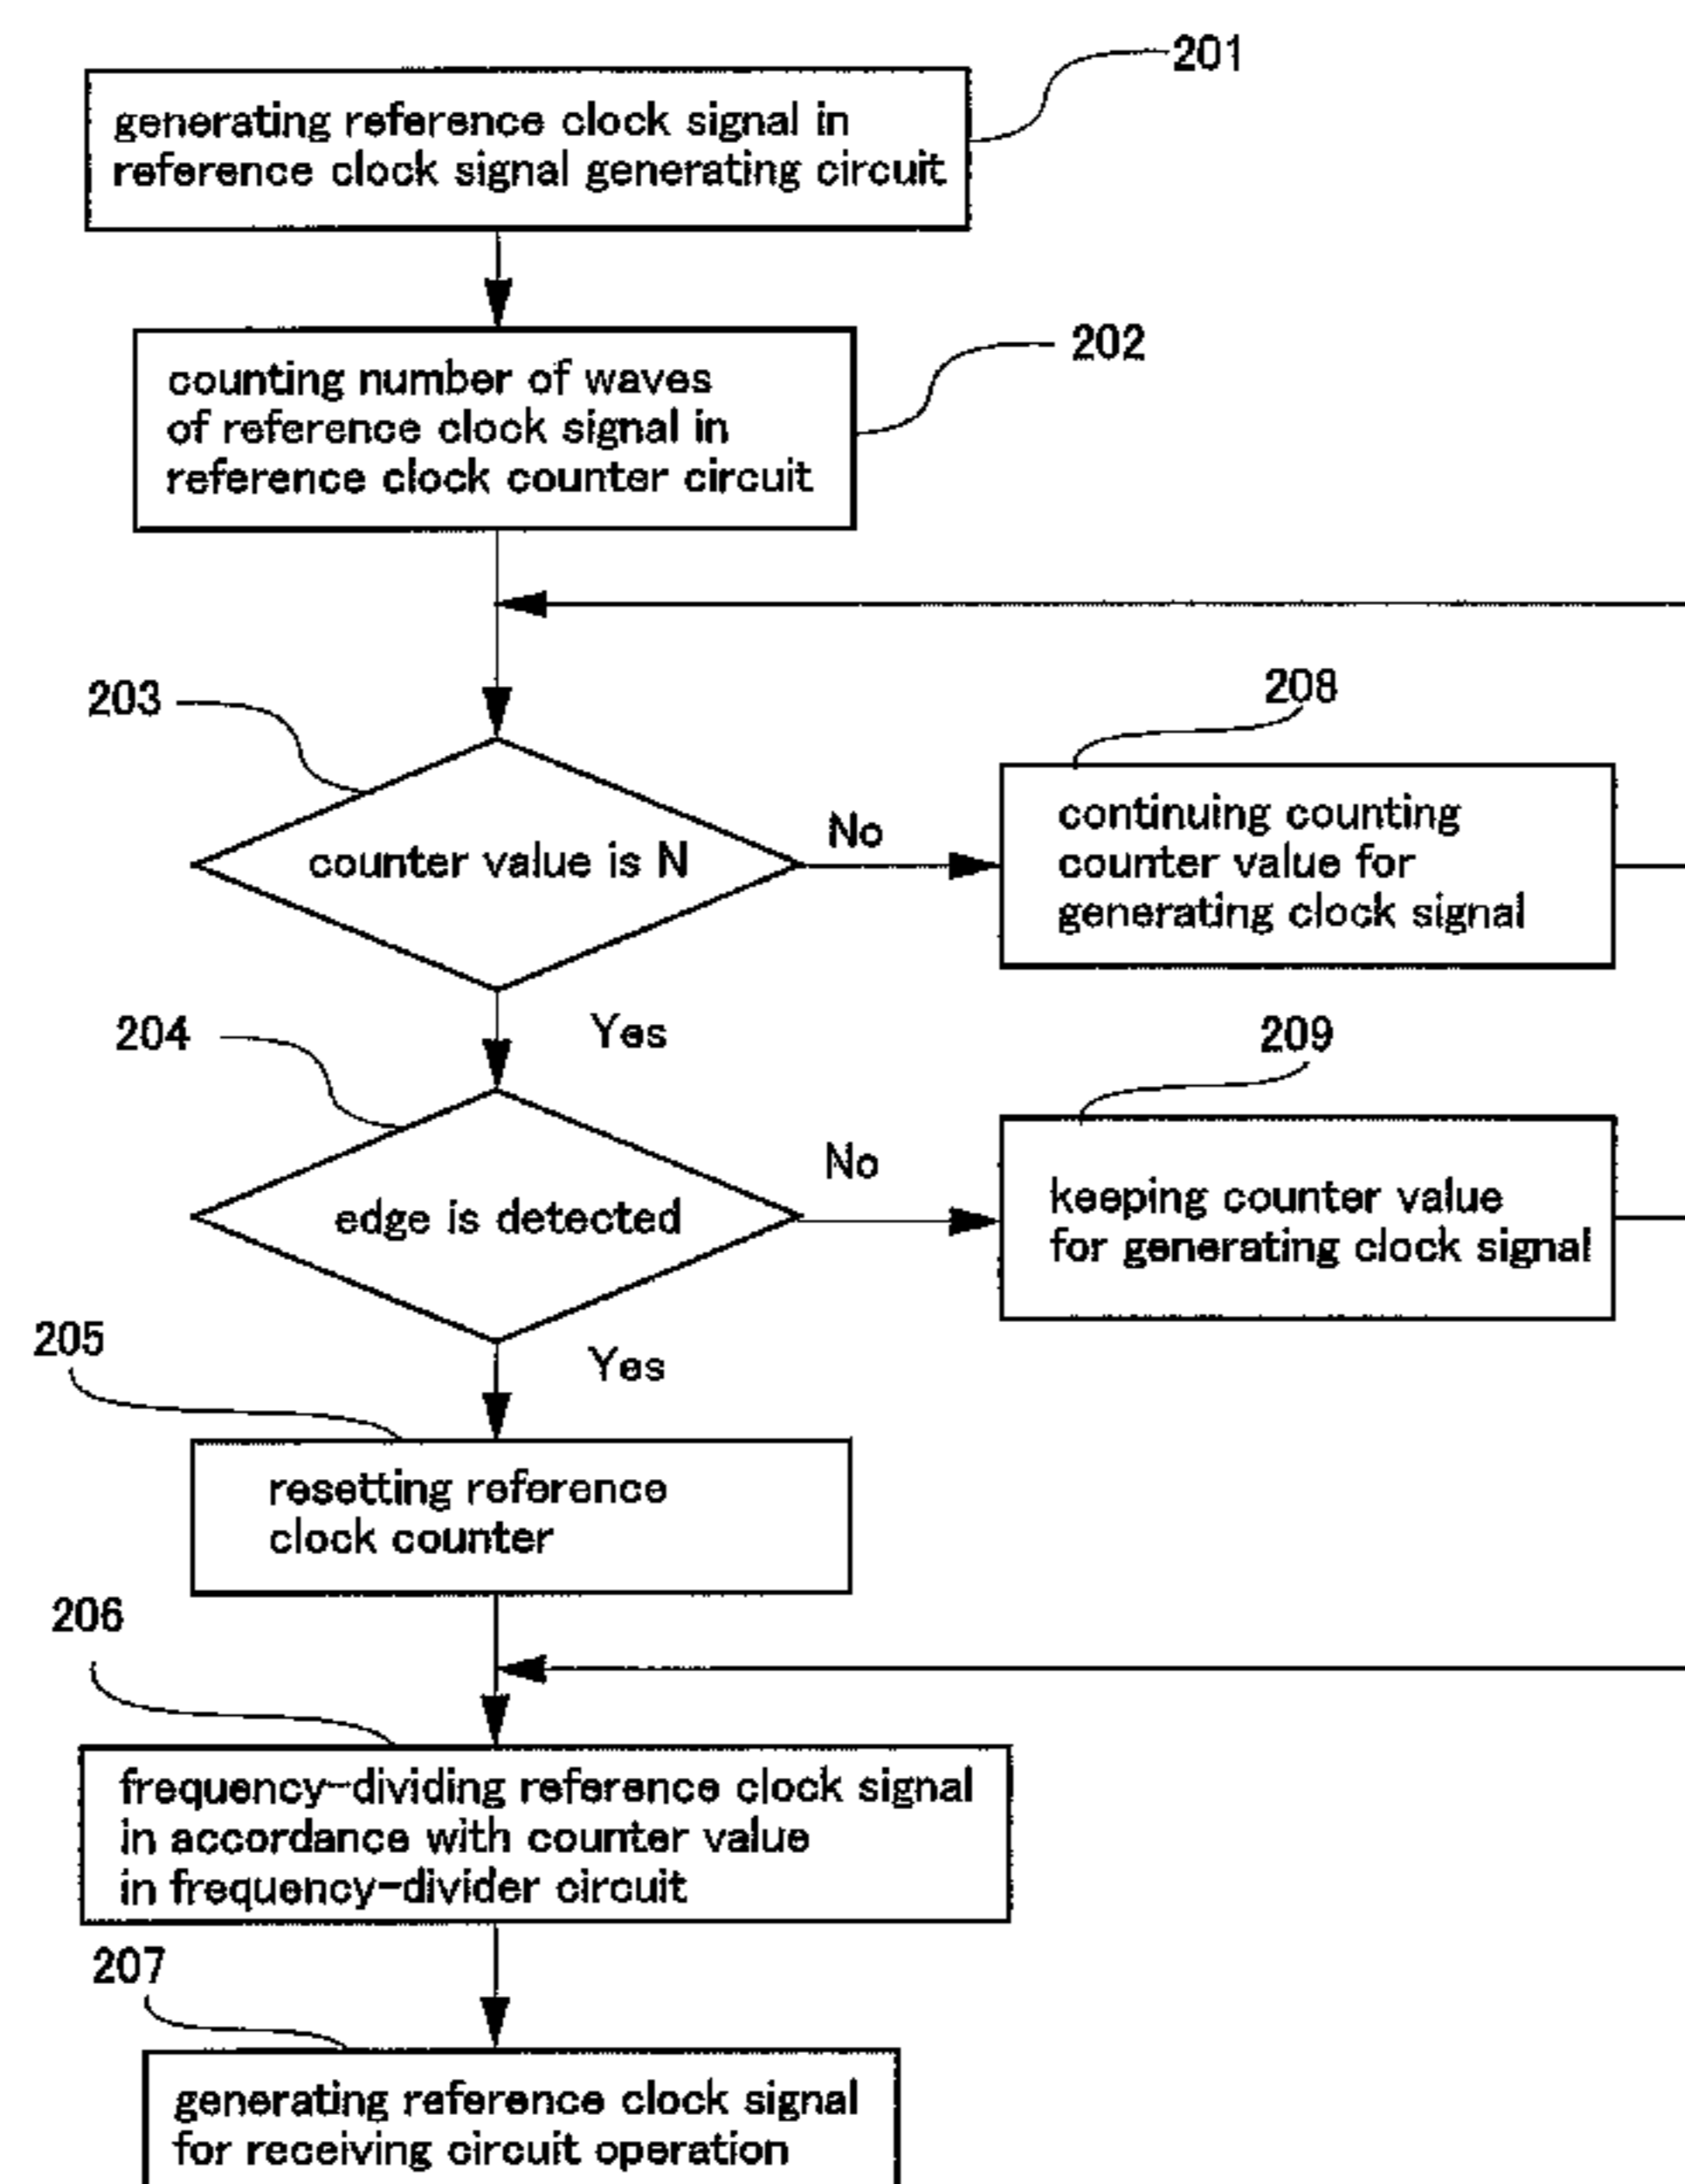 201
generating reference clock signal in
reference clock signal generating circuit
202
counting number of waves
of reference clock signal in
reference clock counter circuit
203
counter value is N
No
208
continuing counting
counter value for
generating clock signal
Yes
204
edge is detected
No
209
keeping counter value
for generating clock signal
Yes
205
resetting reference
clock counter
206
frequency-dividing reference clock signal
in accordance with counter value
in frequency-divider circuit
207
generating reference clock signal
for receiving circuit operation